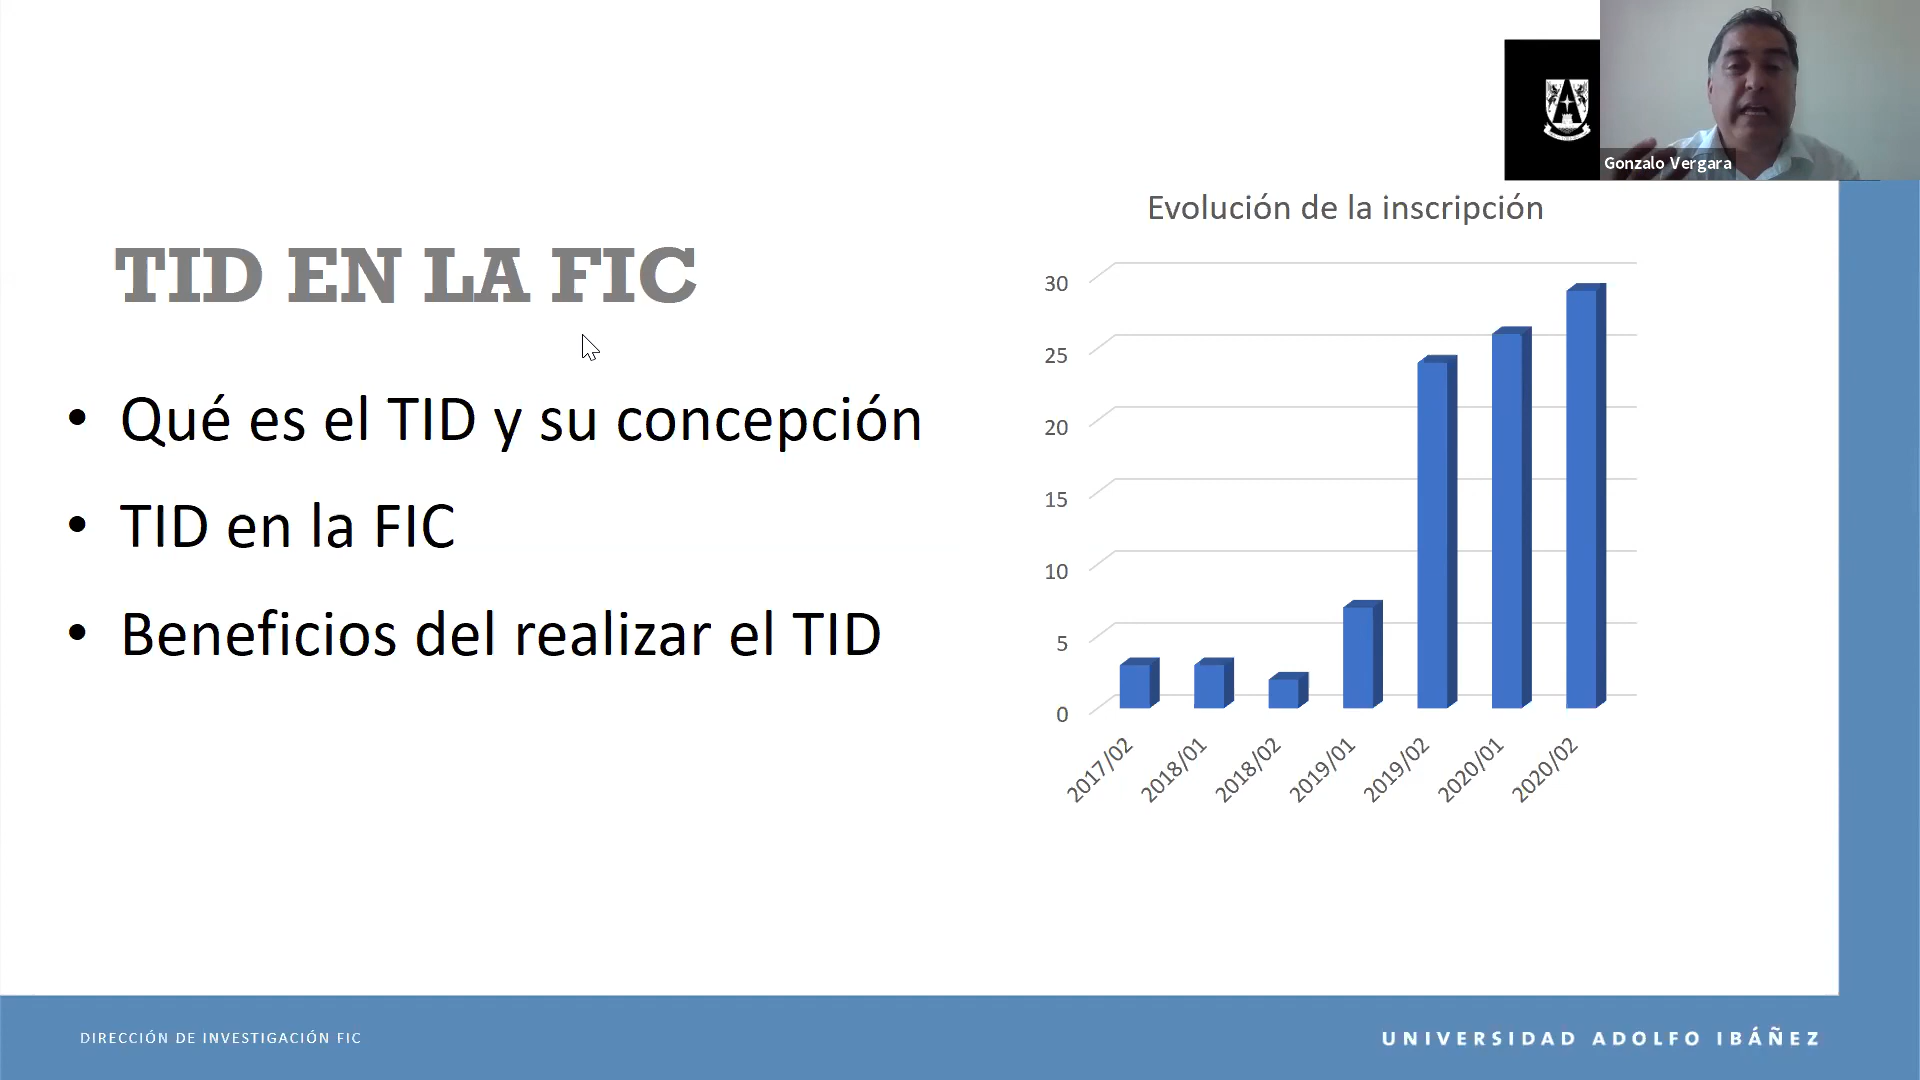 Gonzalo Vergara
TID EN LA FIC
• Qué es el TID y su concepción
• TID en la FIC
• Beneficios del realizar el TID
Evolución de la inscripción
30
25
20
15
10
5
0
2017/02
2018/01
2018/02
2019/01
2019/02
2020/01
2020/02
DIRECCIÓN DE INVESTIGACIÓN FIC
UNIVERSIDAD ADOLFO IBÁÑEZ